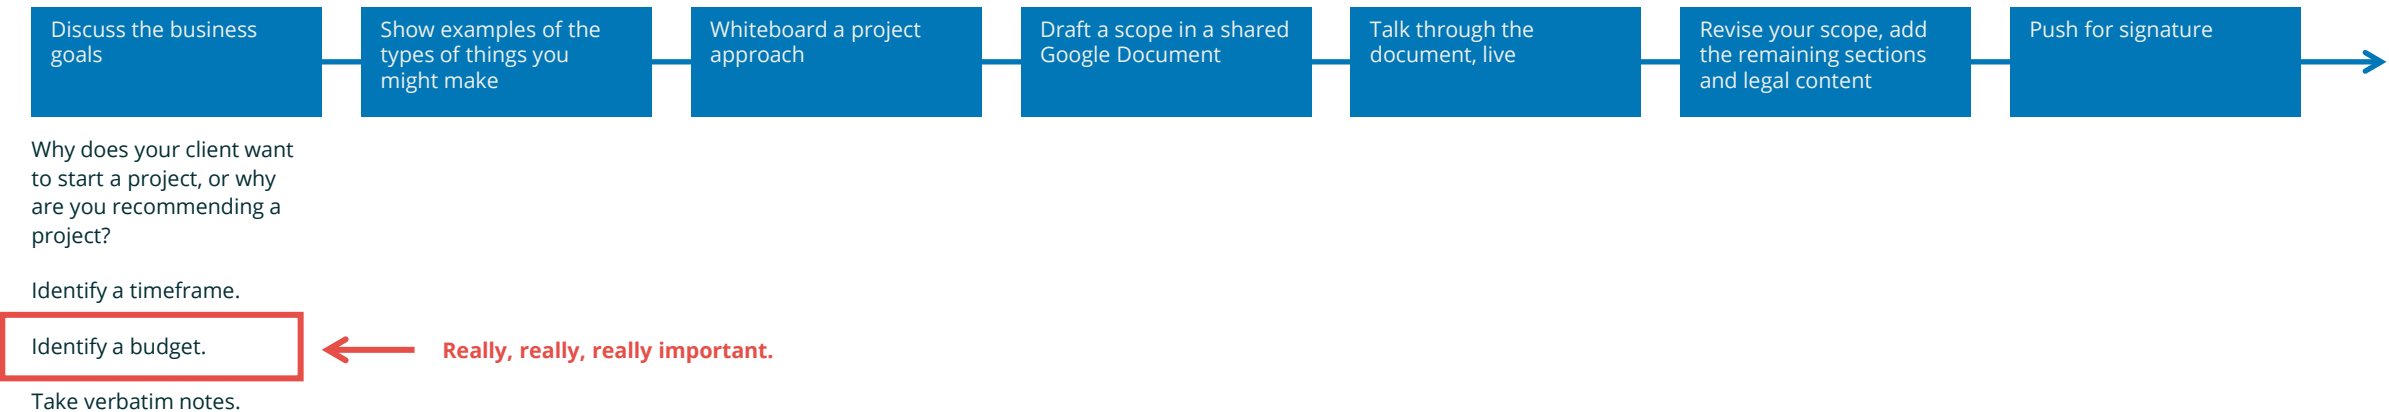 Discuss the business
goals
Show examples of the
types of things you
might make
Whiteboard a project
approach
Draft a scope in a shared
Google Document
Talk through the
document, live
Revise your scope, add
the remaining sections
and legal content
Push for signature
Why does your client want
to start a project, or why
are you recommending a
project?
Identify a timeframe.
Identify a budget.
Really, really, really important.
Take verbatim notes.